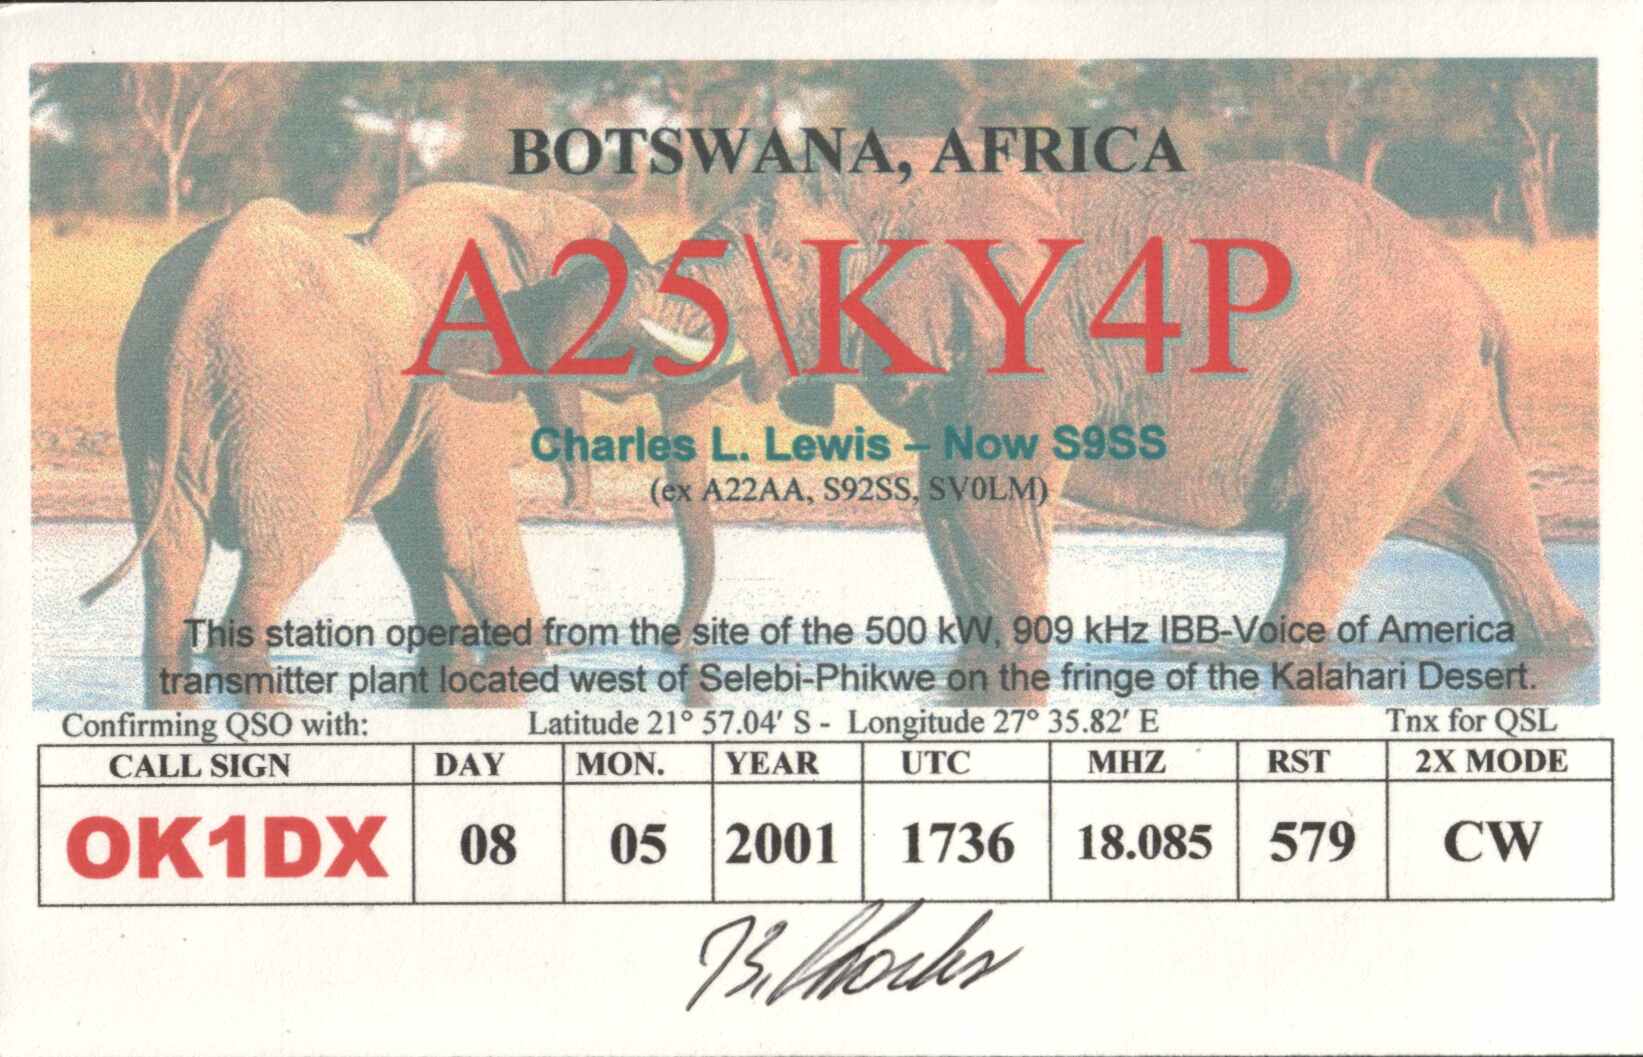 BOTSWANA, AFRICA
A25\KY4P
Charles L. Lewis – Now S9SS
(ex A22AA, S92SS, SV0LM)
This station operated from the site of the 500 kW, 909 kHz IBB-Voice of America
transmitter plant located west of Selebi-Phikwe on the fringe of the Kalahari Desert.
Confirming QSO with: Latitude 21° 57.04' S - Longitude 27° 35.82' E Tnx for QSL
CALL SIGN DAY MON. YEAR UTC MHZ RST 2X MODE
OK1DX 08 05 2001 1736 18.085 579 CW